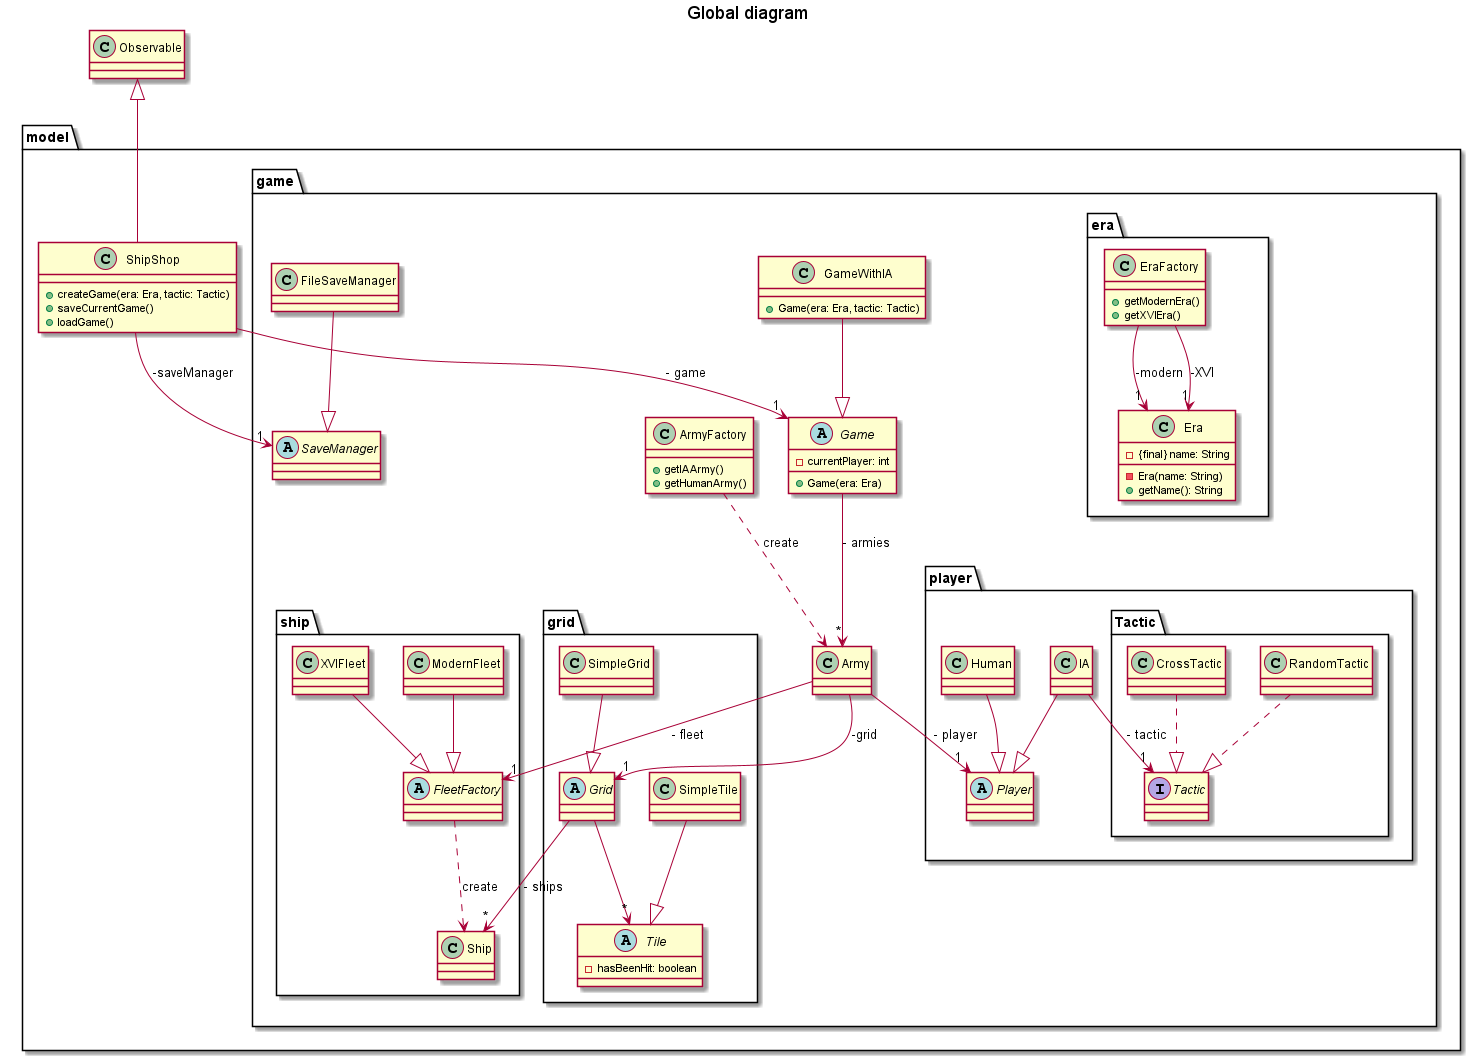 Global diagram
C Observable
model
game
era
C ShipShop
createGame(era: Era, tactic: Tactic)
saveCurrentGame()
loadGame()
C FileSaveManager
C GameWithIA
Game(era: Era, tactic: Tactic)
C EraFactory
getModernEra()
getXVIEra()
-saveManager
1
- game
1
-modern
1
-XVI
1
A SaveManager
C ArmyFactory
getIAArmy()
getHumanArmy()
A Game
currentPlayer: int
Game(era: Era)
C Era
{final} name: String
Era(name: String)
getName(): String
create
- armies
*
ship
grid
player
Tactic
C XVIFleet
C ModernFleet
C SimpleGrid
C Army
C Human
C IA
C CrossTactic
C RandomTactic
- fleet
1
-grid
1
- player
1
- tactic
1
A FleetFactory
A Grid
C SimpleTile
A Player
I Tactic
create
- ships
*
*
C Ship
A Tile
hasBeenHit: boolean